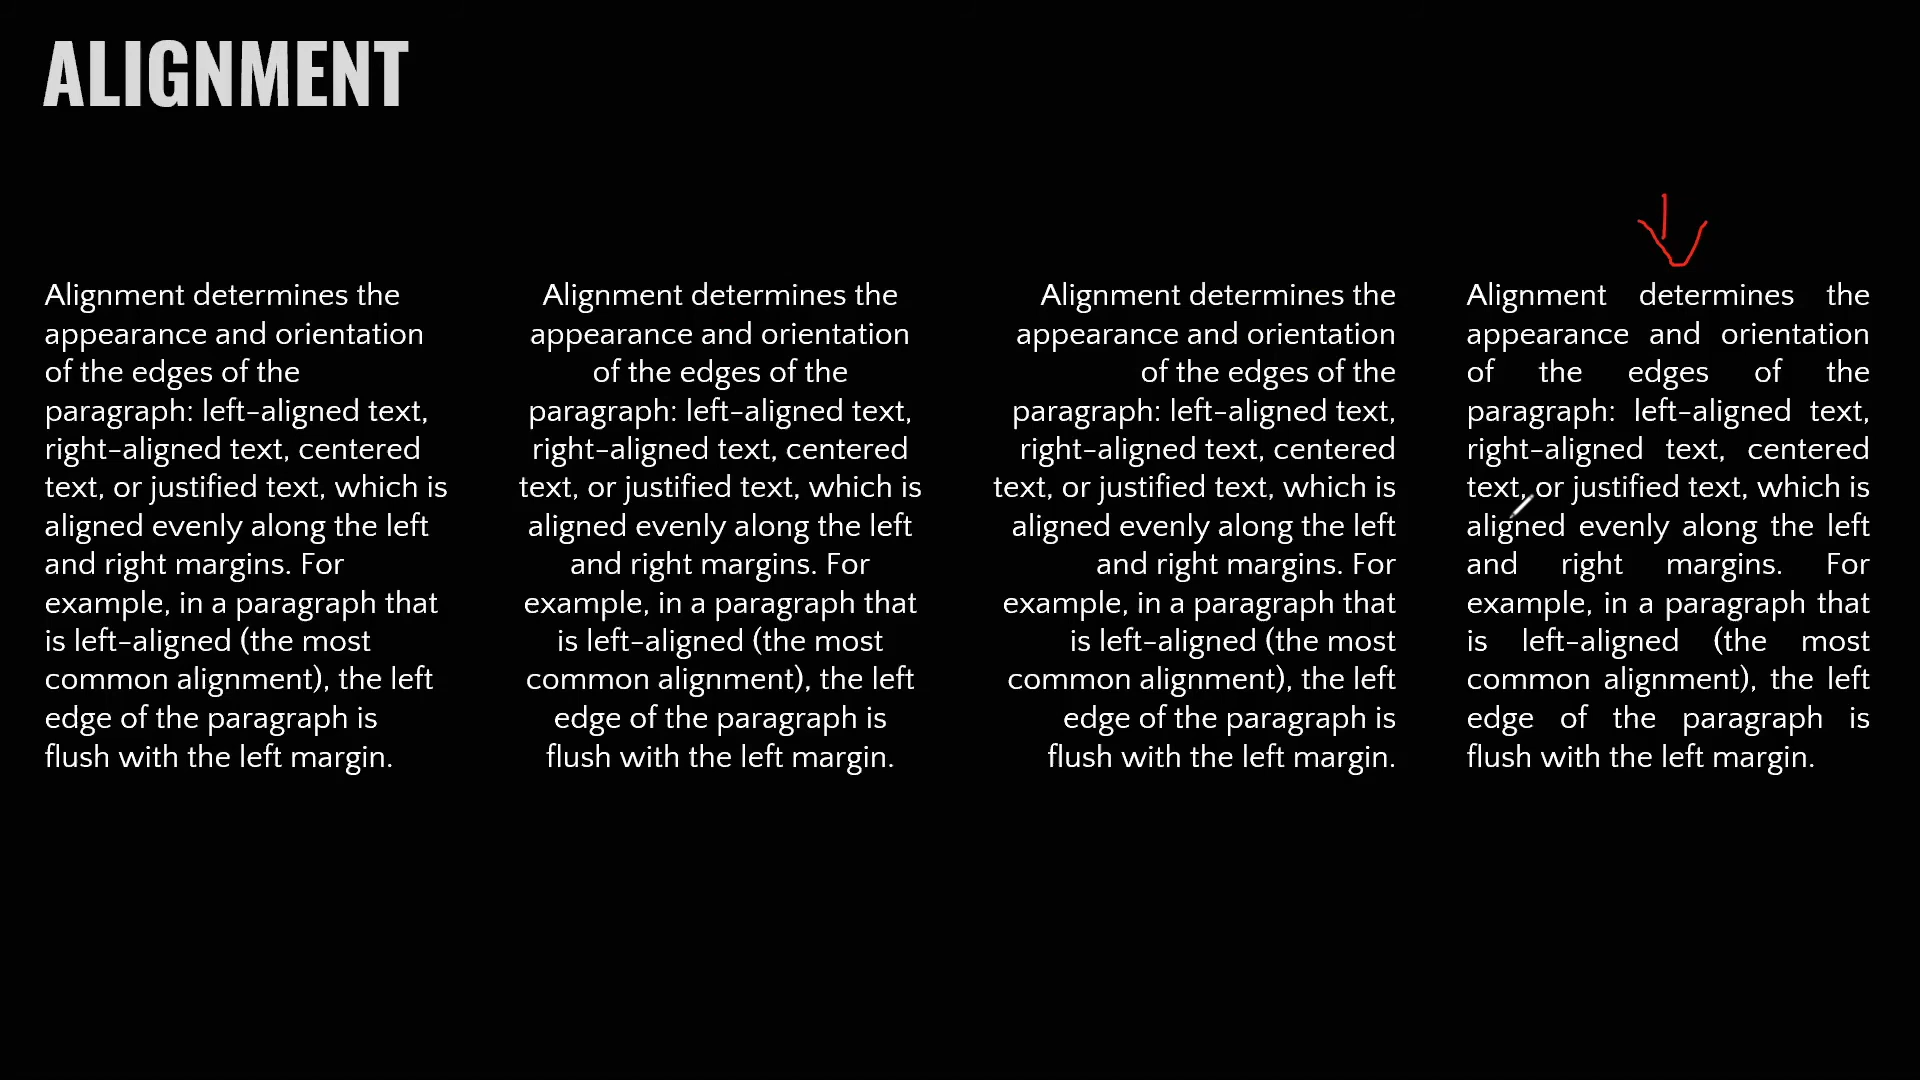 ALIGNMENT
Alignment determines the
appearance and orientation
of the edges of the
paragraph: left-aligned text,
right-aligned text, centered
text, or justified text, which is
aligned evenly along the left
and right margins. For
example, in a paragraph that
is left-aligned (the most
common alignment), the left
edge of the paragraph is
flush with the left margin.
Alignment determines the
appearance and orientation
of the edges of the
paragraph: left-aligned text,
right-aligned text, centered
text, or justified text, which is
aligned evenly along the left
and right margins. For
example, in a paragraph that
is left-aligned (the most
common alignment), the left
edge of the paragraph is
flush with the left margin.
Alignment determines the
appearance and orientation
of the edges of the
paragraph: left-aligned text,
right-aligned text, centered
text, or justified text, which is
aligned evenly along the left
and right margins. For
example, in a paragraph that
is left-aligned (the most
common alignment), the left
edge of the paragraph is
flush with the left margin.
Alignment determines the
appearance and orientation
of the edges of the
paragraph: left-aligned text,
right-aligned text, centered
text, or justified text, which is
aligned evenly along the left
and right margins. For
example, in a paragraph that
is left-aligned (the most
common alignment), the left
edge of the paragraph is
flush with the left margin.